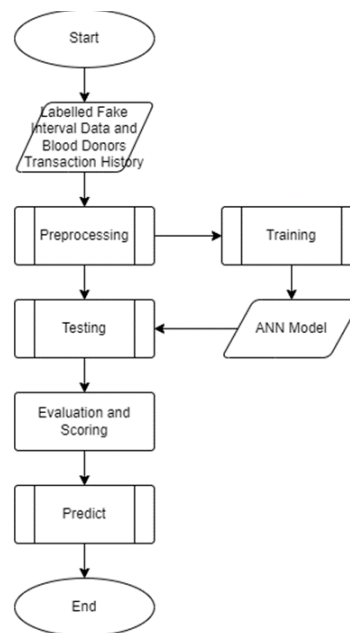 Start
Labelled Fake
Interval Data and
Blood Donors
Transaction History
Preprocessing
Training
Testing
ANN Model
Evaluation and
Scoring
Predict
End